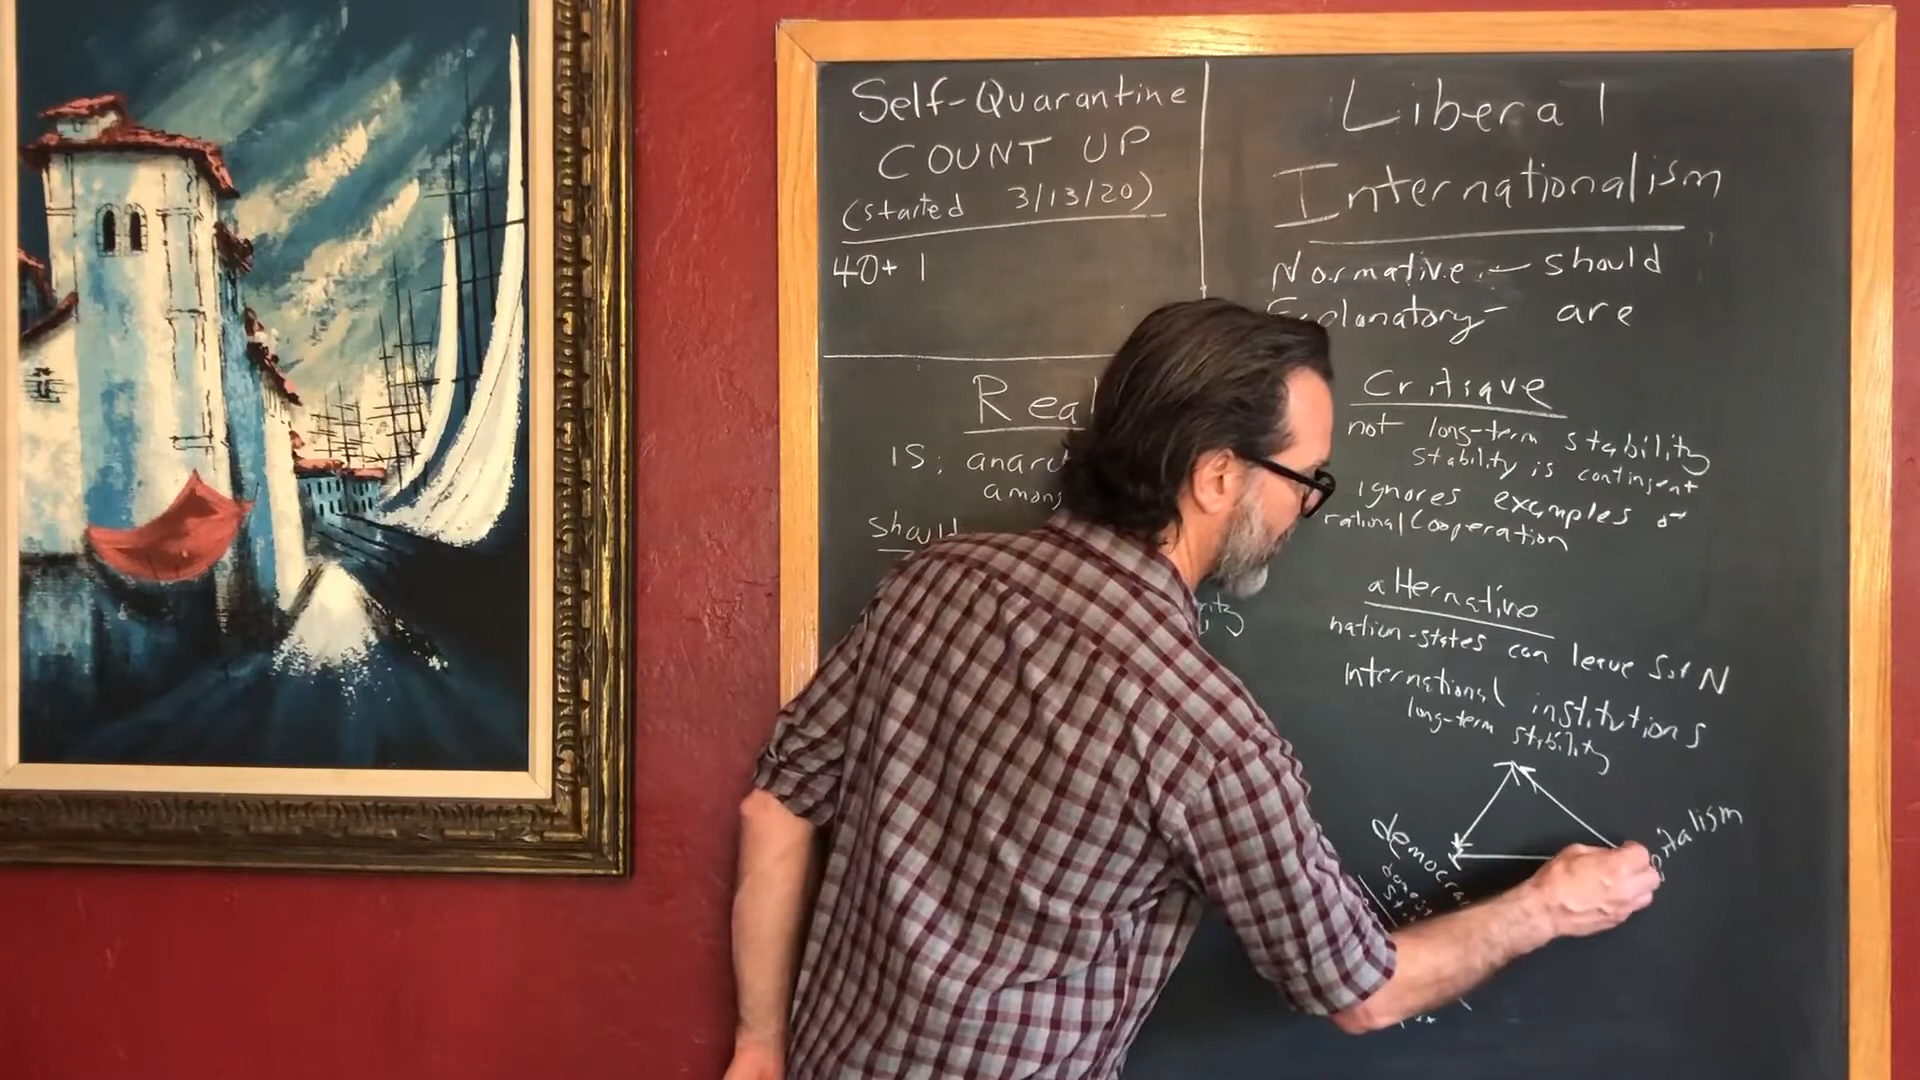 Self-Quarantine
COUNT UP
(started 3/13/20)
40+ 1
Real
IS: anarc
among
Should
Liberal
Internationalism
Normative - should
Explanatory - are
Critique
not long-term stability
stability is contingent
ignores examples of
rational cooperation
alternative
nation-states can leave S of N
International institutions
long-term stability
democra
pitalism